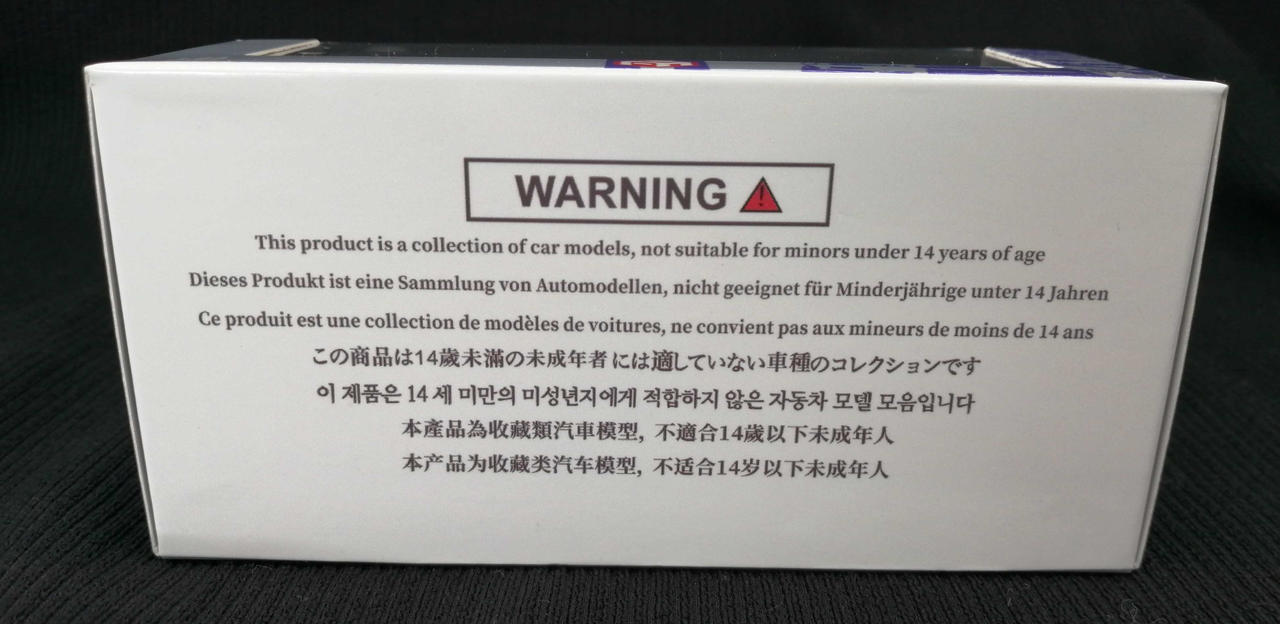 WARNING
This product is a collection of car models, not suitable for minors under 14 years of age
Dieses Produkt ist eine Sammlung von Automodellen, nicht geeignet für Minderjährige unter 14 Jahren
Ce produit est une collection de modèles de voitures, ne convient pas aux mineurs de moins de 14 ans
この商品は14歳未滿の未成年者には適していない車種のコレクションです
이 제품은 14 세 미만의 미성년지에게 적합하지 않은 자동차 모델 모음입니다
本產品為收藏類汽車模型, 不適合14歲以下未成年人
本产品为收藏类汽车模型, 不适合14岁以下未成年人